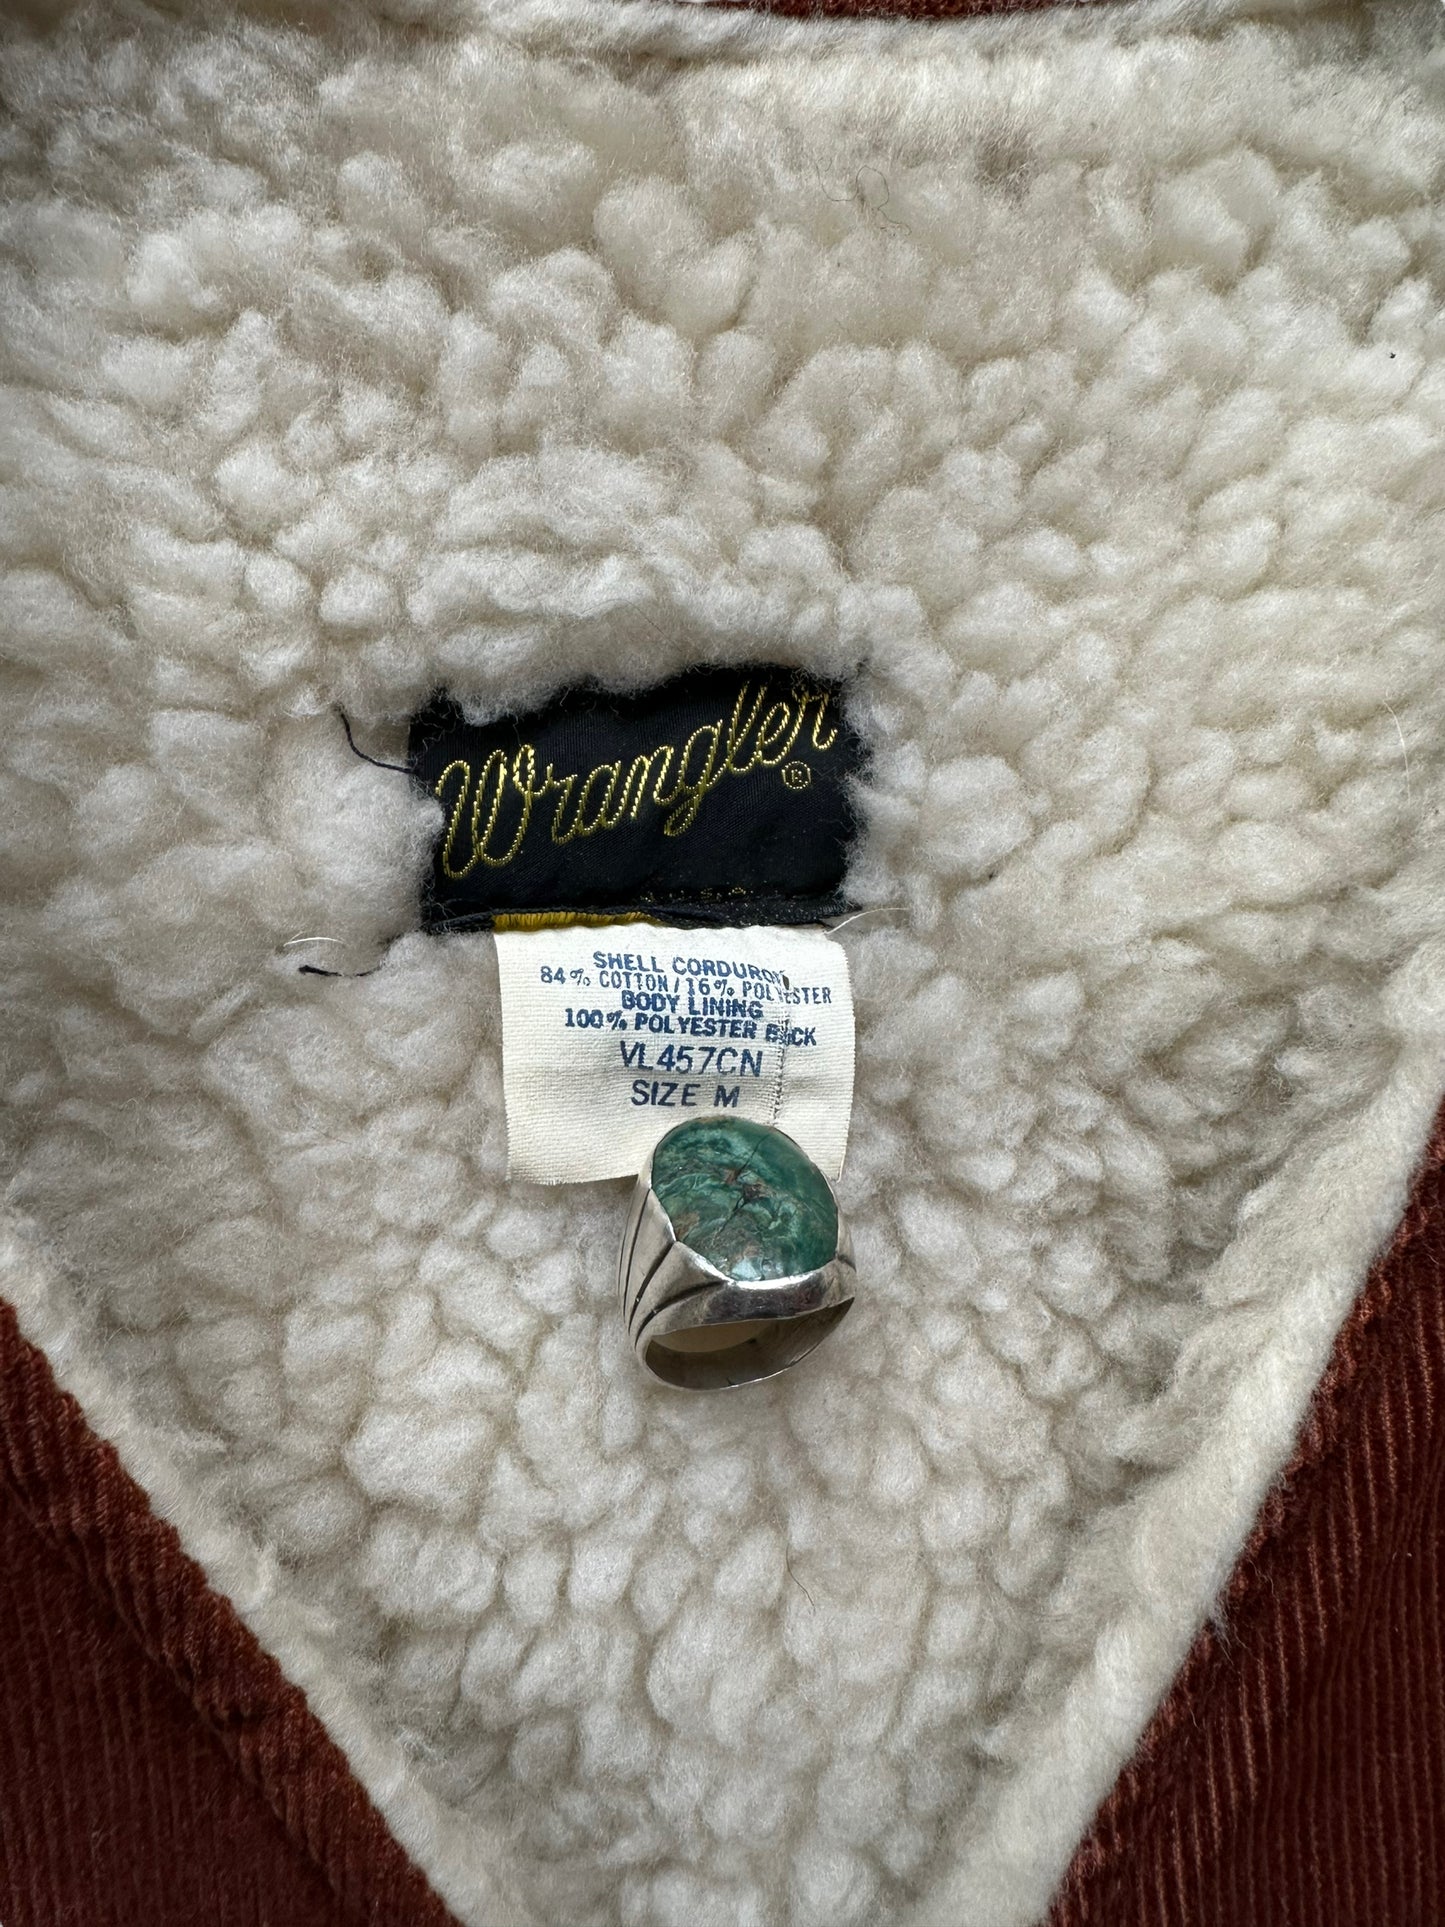 Wrangler®
U.S.A.
SHELL CORDUROY
84% COTTON/16% POLYESTER
BODY LINING
100% POLYESTER BACK
VL457CN
SIZE M